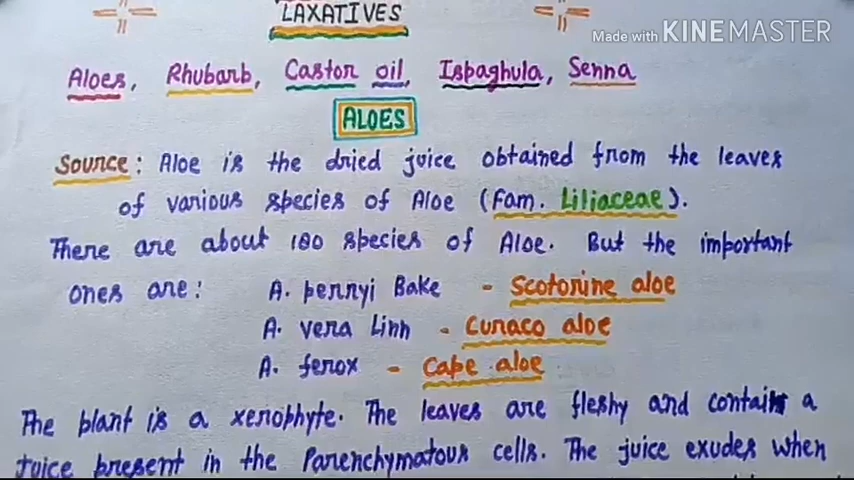 LAXATIVES
Made with KINEMASTER
Aloes, Rhubarb, Castor oil, Ispaghula, Senna
ALOES
Source: Aloe is the dried juice obtained from the leaves
of various species of Aloe (Fam. Liliaceae).
There are about 180 species of Aloe. But the important
ones are: A. perryi Bake - Scotorine aloe
A. vera Linn - Curaco aloe
A. ferox - Cape aloe
The plant is a xerophyte. The leaves are fleshy and contain a
juice present in the Parenchymatous cells. The juice exudes when